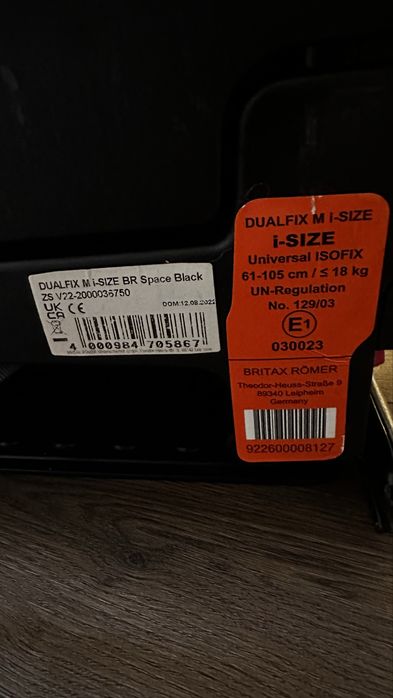 DUALFIX M i-SIZE BR Space Black
ZS V22-2000036750
UK
CA
CE
DOM:12.08.2022
4 000984 705867
DUALFIX M I-SIZE
i-SIZE
Universal ISOFIX
61-105 cm / ≤ 18 kg
UN-Regulation
No. 129/03
E1
030023
BRITAX RÖMER
Theodor-Heuss-Straße 9
89340 Leipheim
Germany
922600008127